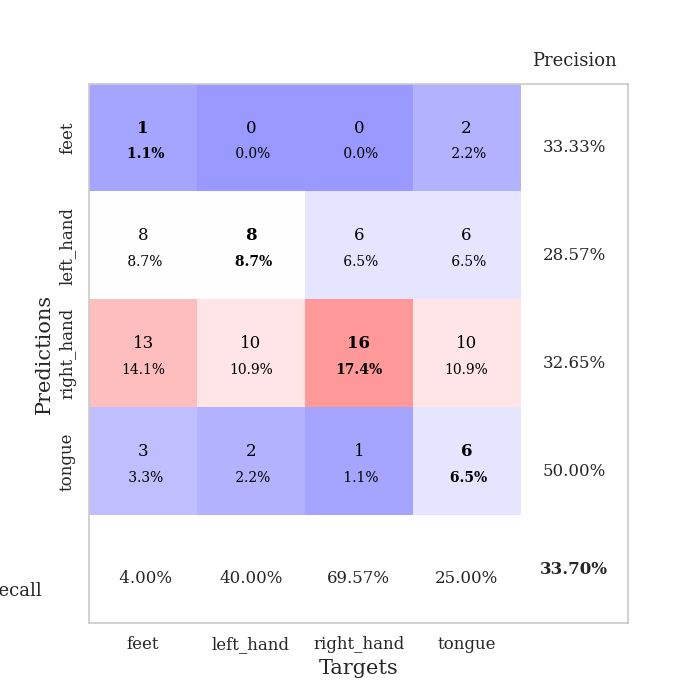 Precision
feet
1 0 0 2
1.1% 0.0% 0.0% 2.2%
33.33%
left_hand
8 8 6 6
8.7% 8.7% 6.5% 6.5%
28.57%
Predictions
right_hand
13 10 16 10
14.1% 10.9% 17.4% 10.9%
32.65%
tongue
3 2 1 6
3.3% 2.2% 1.1% 6.5%
50.00%
ecall
4.00% 40.00% 69.57% 25.00%
33.70%
feet left_hand right_hand tongue
Targets